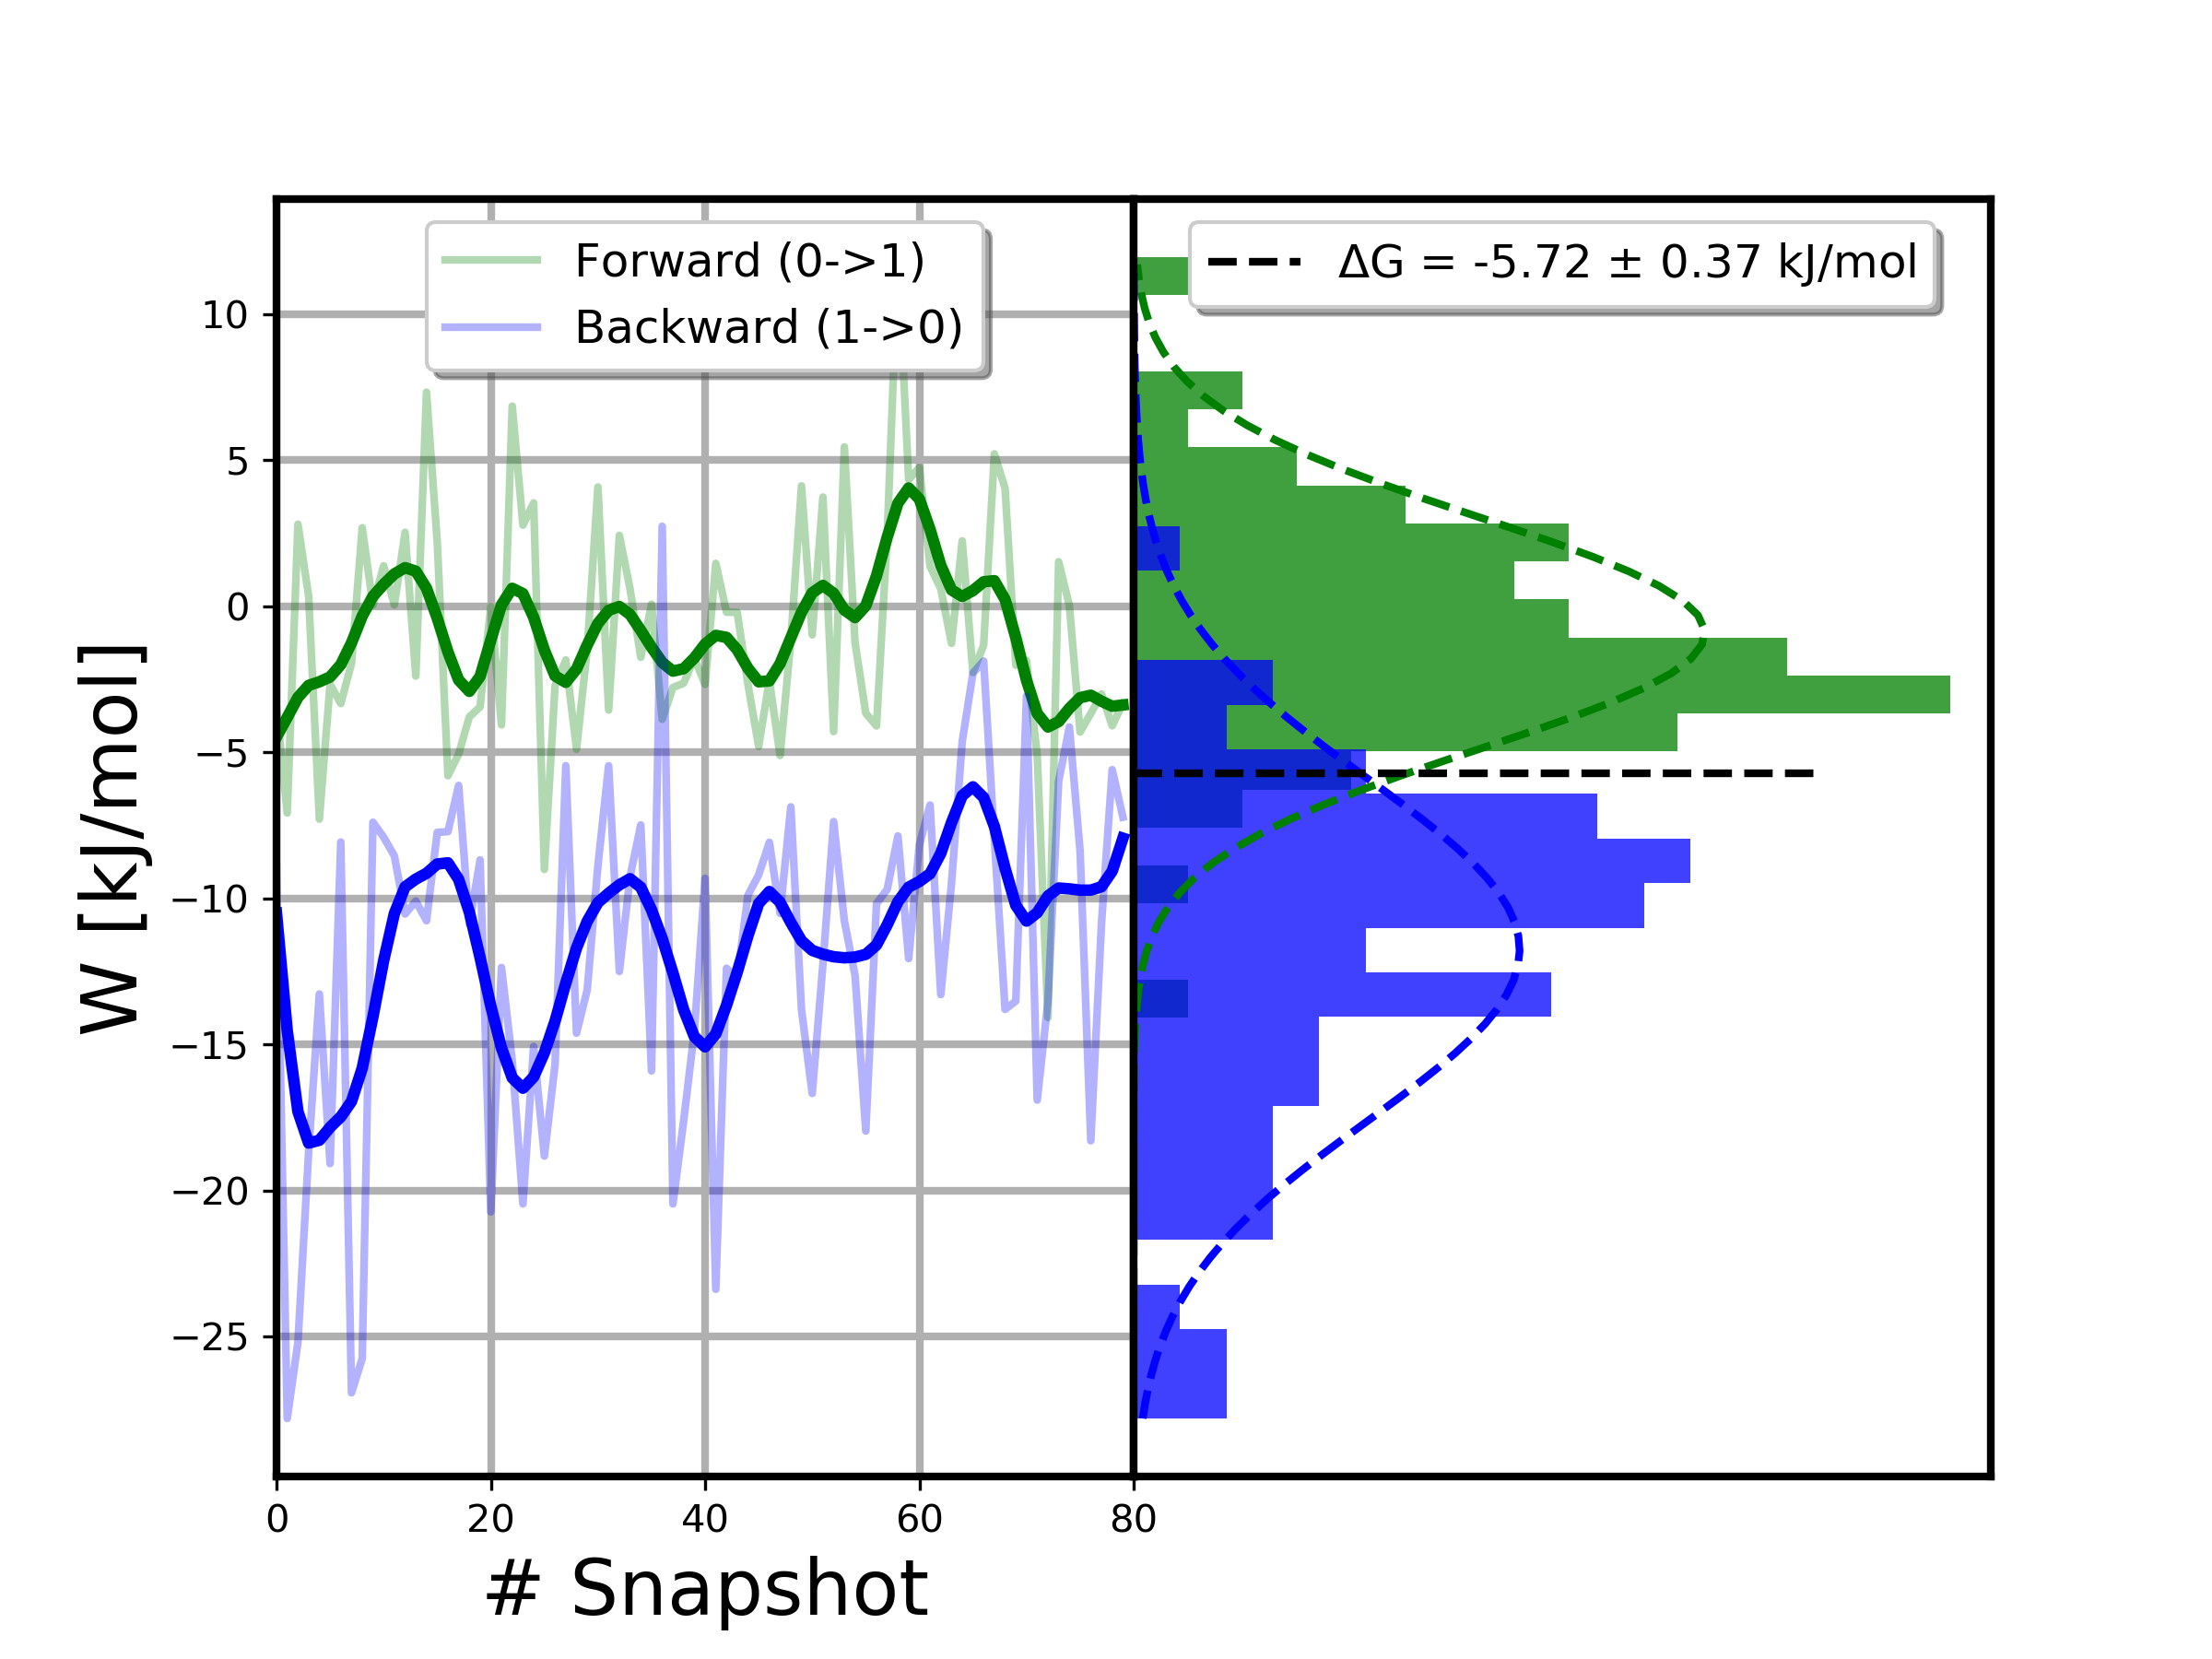 Forward (0->1)
Backward (1->0)
ΔG = -5.72 ± 0.37 kJ/mol
10
5
0
−5
−10
−15
−20
−25
W [kJ/mol]
0 20 40 60 80
# Snapshot